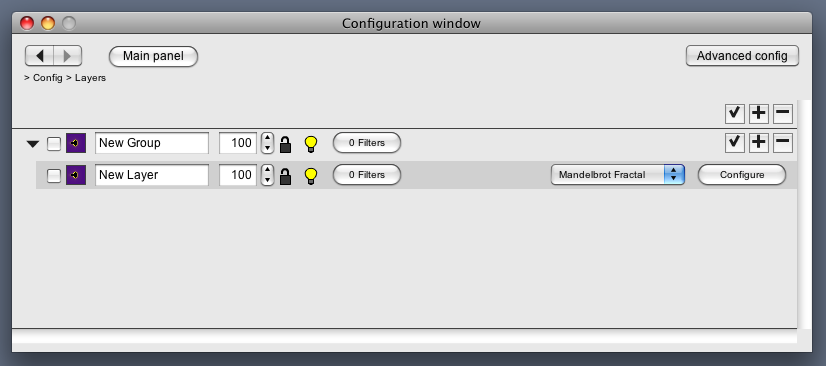 Configuration window
Main panel
Advanced config
> Config > Layers
New Group 100 0 Filters
New Layer 100 0 Filters Mandelbrot Fractal Configure